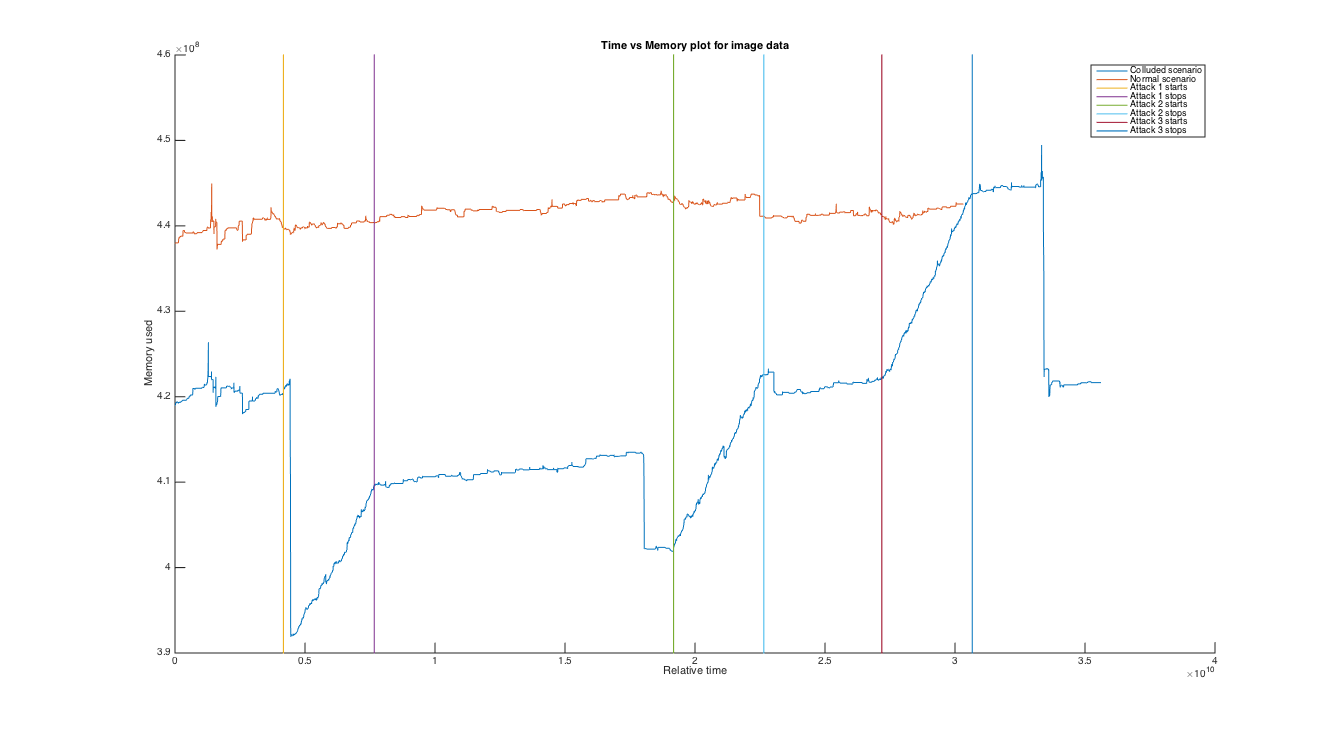 Time vs Memory plot for image data
×10^8
4.6
4.5
4.4
4.3
4.2
4.1
4
3.9
Memory used
0 0.5 1 1.5 2 2.5 3 3.5 4
Relative time
×10^10
Colluded scenario
Normal scenario
Attack 1 starts
Attack 1 stops
Attack 2 starts
Attack 2 stops
Attack 3 starts
Attack 3 stops